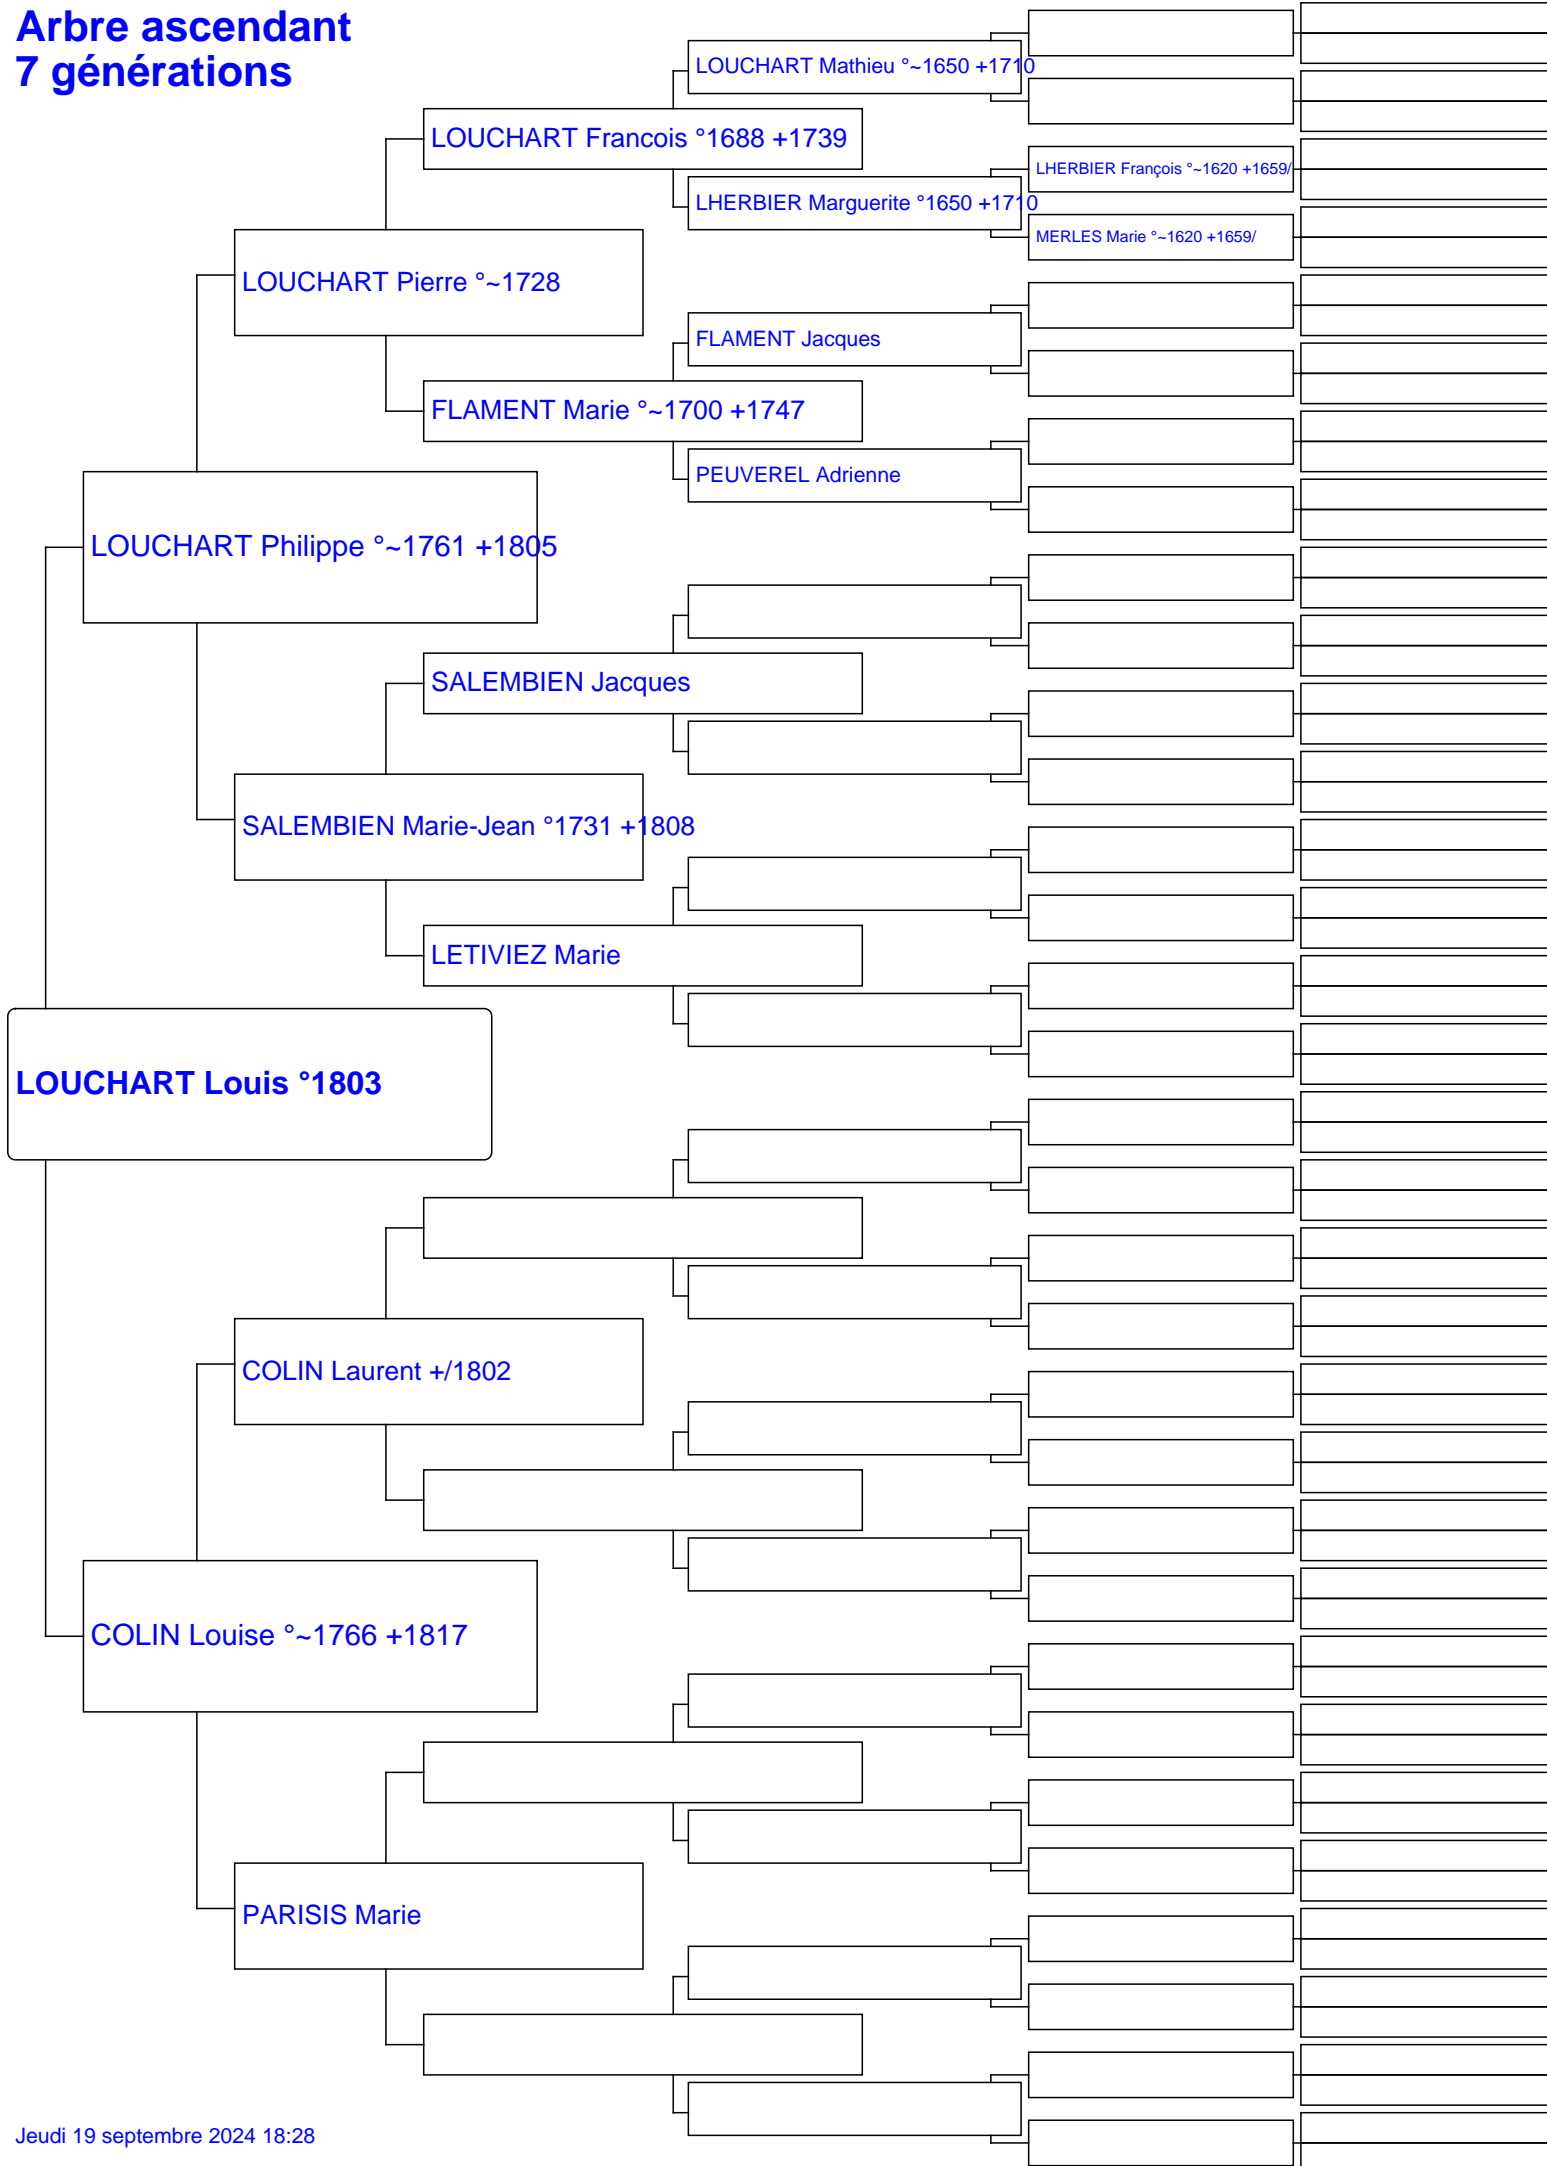 Arbre ascendant
7 générations
LOUCHART Mathieu °~1650 +1710
LOUCHART Francois °1688 +1739
LHERBIER François °~1620 +1659/
LHERBIER Marguerite °1650 +1710
MERLES Marie °~1620 +1659/
LOUCHART Pierre °~1728
FLAMENT Jacques
FLAMENT Marie °~1700 +1747
PEUVEREL Adrienne
LOUCHART Philippe °~1761 +1805
SALEMBIEN Jacques
SALEMBIEN Marie-Jean °1731 +1808
LETIVIEZ Marie
LOUCHART Louis °1803
COLIN Laurent +/1802
COLIN Louise °~1766 +1817
PARISIS Marie
Jeudi 19 septembre 2024 18:28